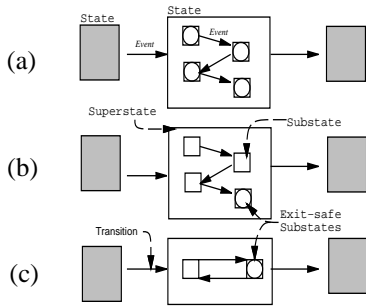 State
State
Event
Event
(a)
Superstate
Substate
(b)
Exit-safe
Substates
Transition
(c)